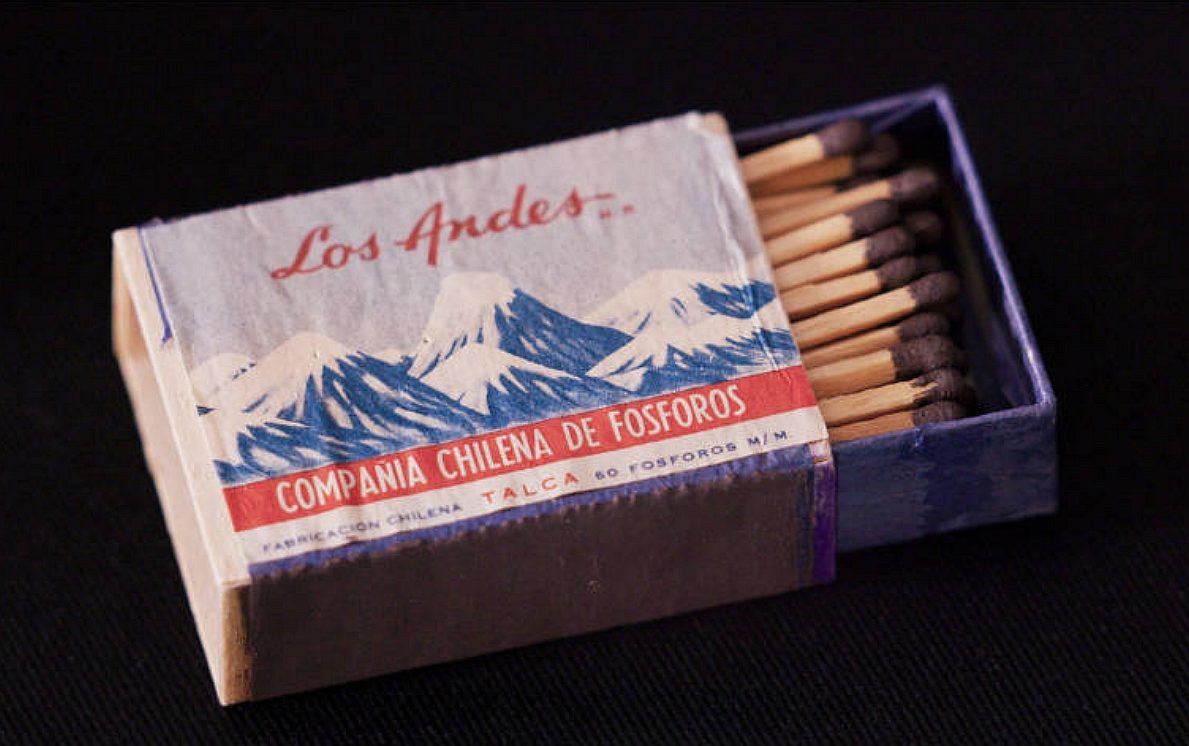 Los Andes M.R.
COMPAÑIA CHILENA DE FOSFOROS
FABRICACION CHILENA TALCA 60 FOSFOROS M/M.